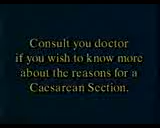 Consult you doctor
if you wish to know more
about the reasons for a
Caesarean Section.